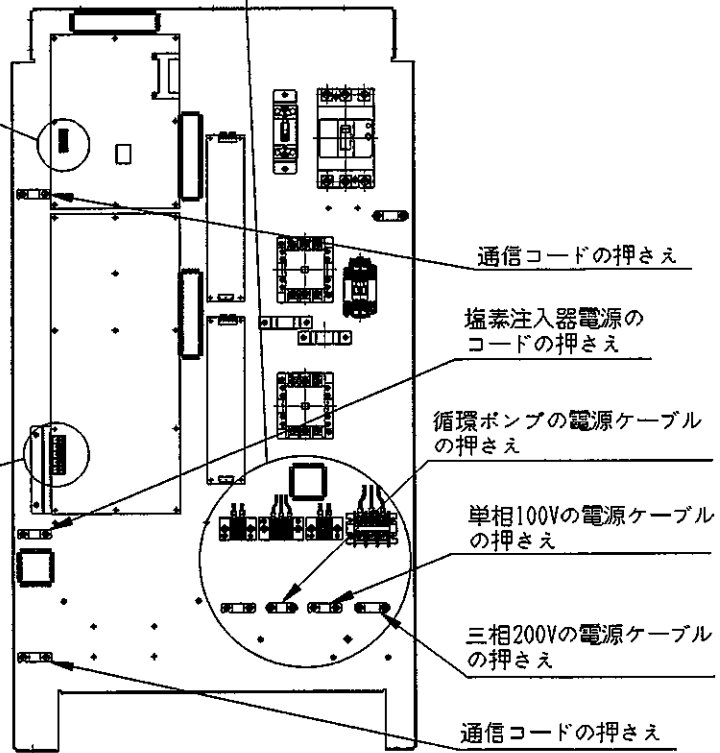 通信コードの押さえ
塩素注入器電源の
コードの押さえ
循環ポンプの電源ケーブル
の押さえ
単相100Vの電源ケーブル
の押さえ
三相200Vの電源ケーブル
の押さえ
通信コードの押さえ